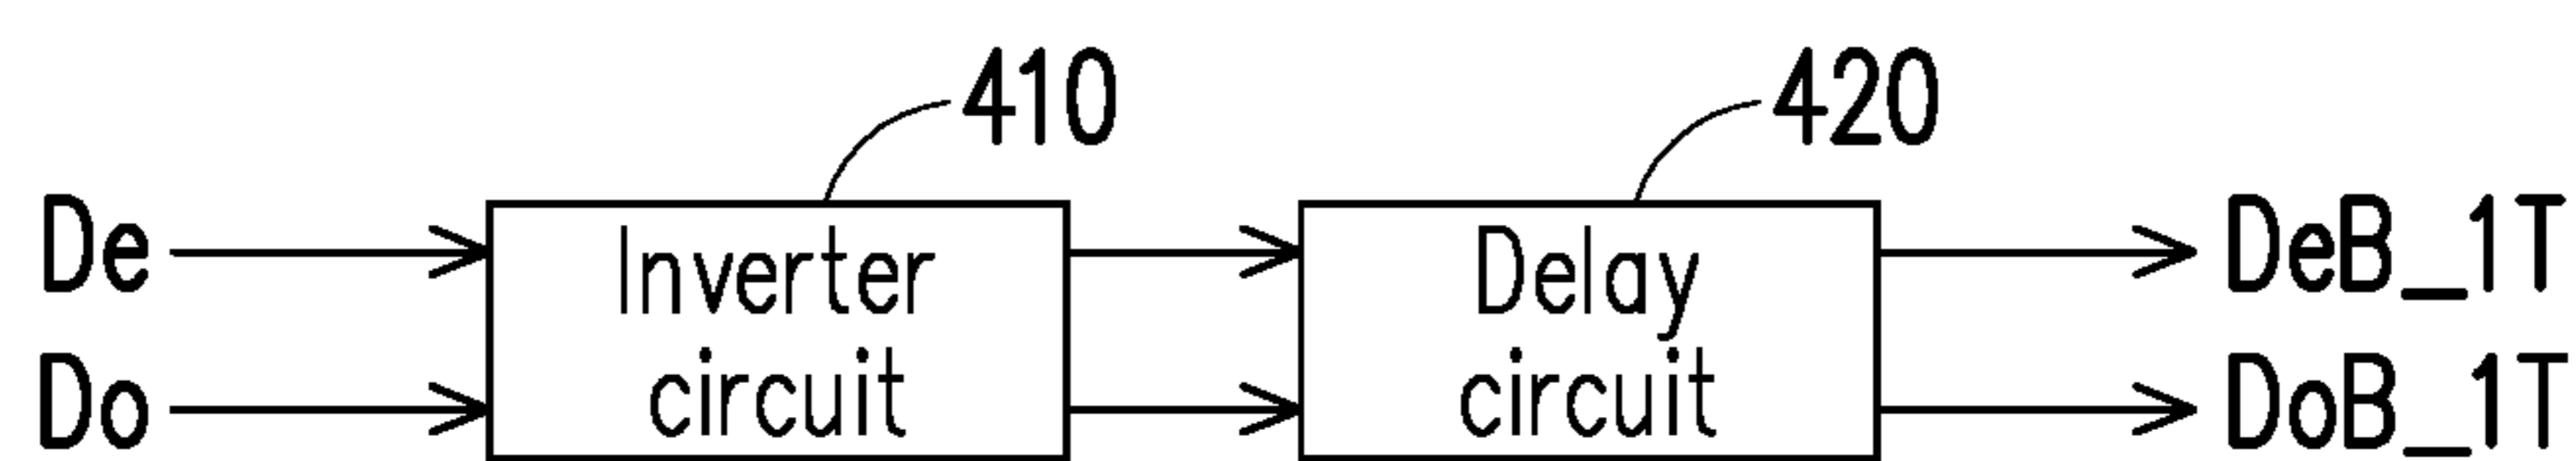 410
420
De
Inverter
circuit
Delay
circuit
DeB_1T
Do
DoB_1T